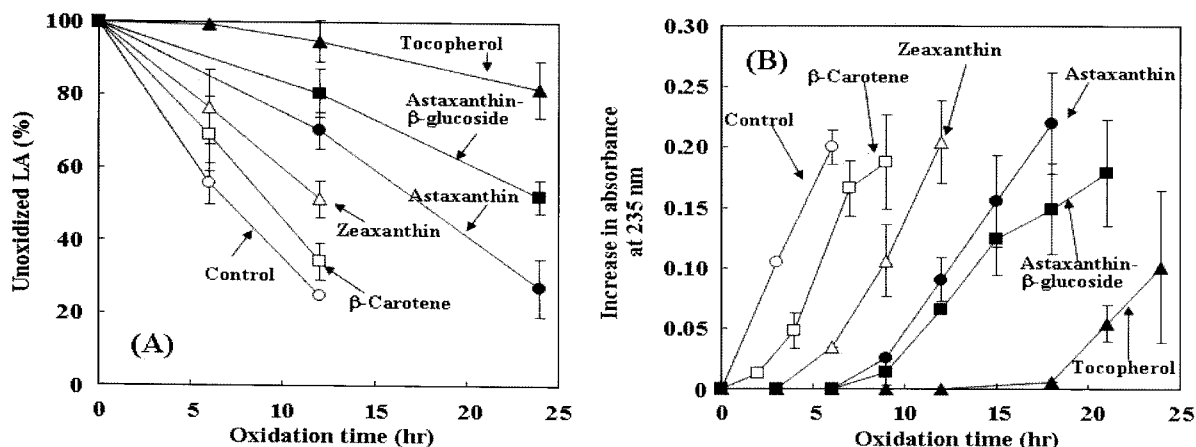 100
80
60
40
20
0
Unoxidized LA (%)
(A)
Tocopherol
Astaxanthin-
β-glucoside
Astaxanthin
Zeaxanthin
β-Carotene
Control
0 5 10 15 20 25
Oxidation time (hr)
0.30
0.25
0.20
0.15
0.10
0.05
0
Increase in absorbance
at 235 nm
(B)
Zeaxanthin
β-Carotene
Astaxanthin
Control
Astaxanthin-
β-glucoside
Tocopherol
0 5 10 15 20 25
Oxidation time (hr)